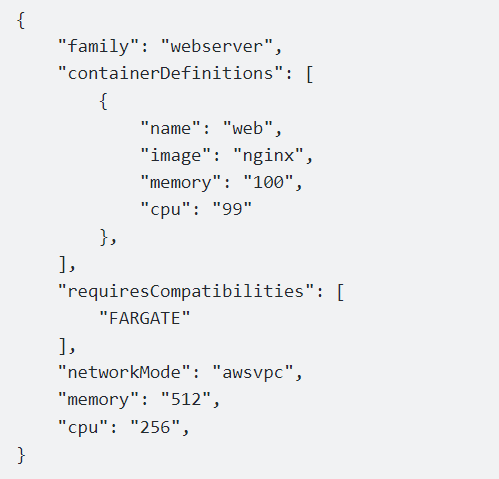 {
    "family": "webserver",
    "containerDefinitions": [
        {
            "name": "web",
            "image": "nginx",
            "memory": "100",
            "cpu": "99"
        },
    ],
    "requiresCompatibilities": [
        "FARGATE"
    ],
    "networkMode": "awsvpc",
    "memory": "512",
    "cpu": "256",
}